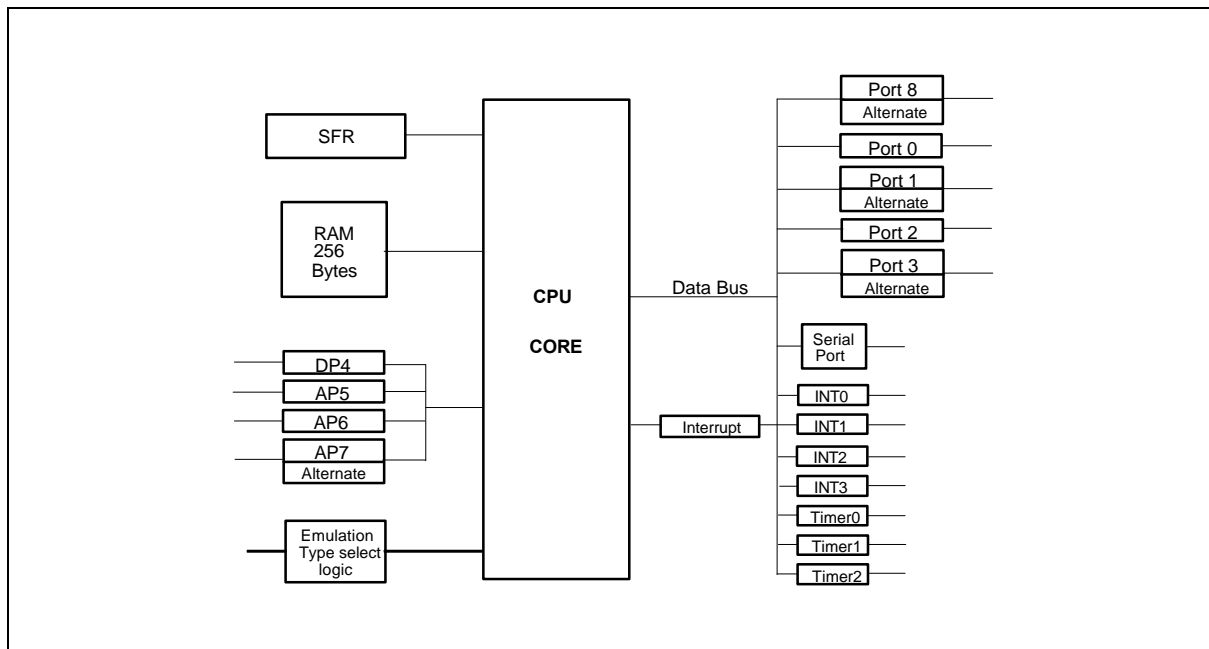 SFR
RAM
256
Bytes
DP4
AP5
AP6
AP7
Alternate
Emulation
Type select
logic
CPU
CORE
Data Bus
Interrupt
Port 8
Alternate
Port 0
Port 1
Alternate
Port 2
Port 3
Alternate
Serial
Port
INT0
INT1
INT2
INT3
Timer0
Timer1
Timer2